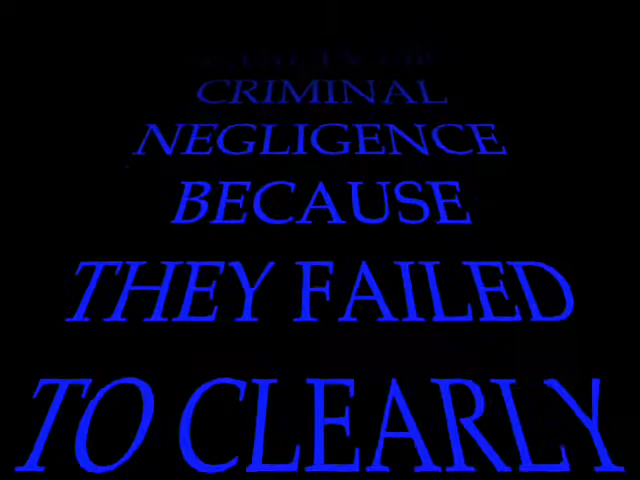 CRIMINAL
NEGLIGENCE
BECAUSE
THEY FAILED
TO CLEARLY